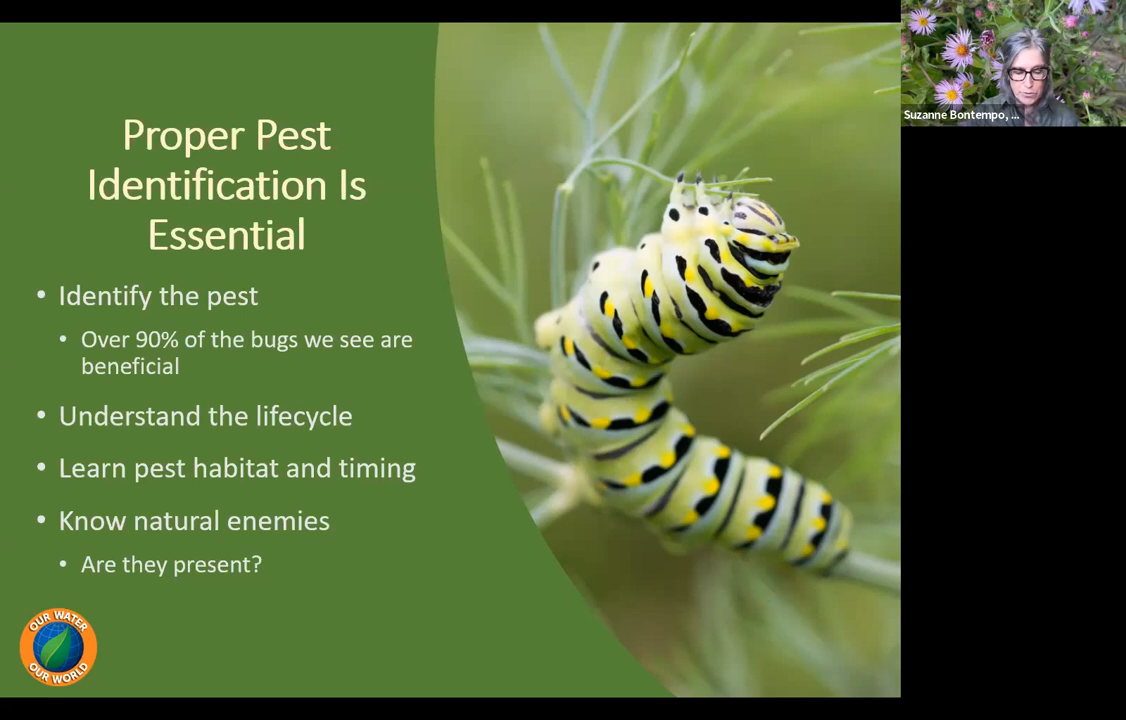 Proper Pest
Identification Is
Essential
• Identify the pest
• Over 90% of the bugs we see are
beneficial
• Understand the lifecycle
• Learn pest habitat and timing
• Know natural enemies
• Are they present?
OUR WATER
OUR WORLD
Suzanne Bontempo, ...